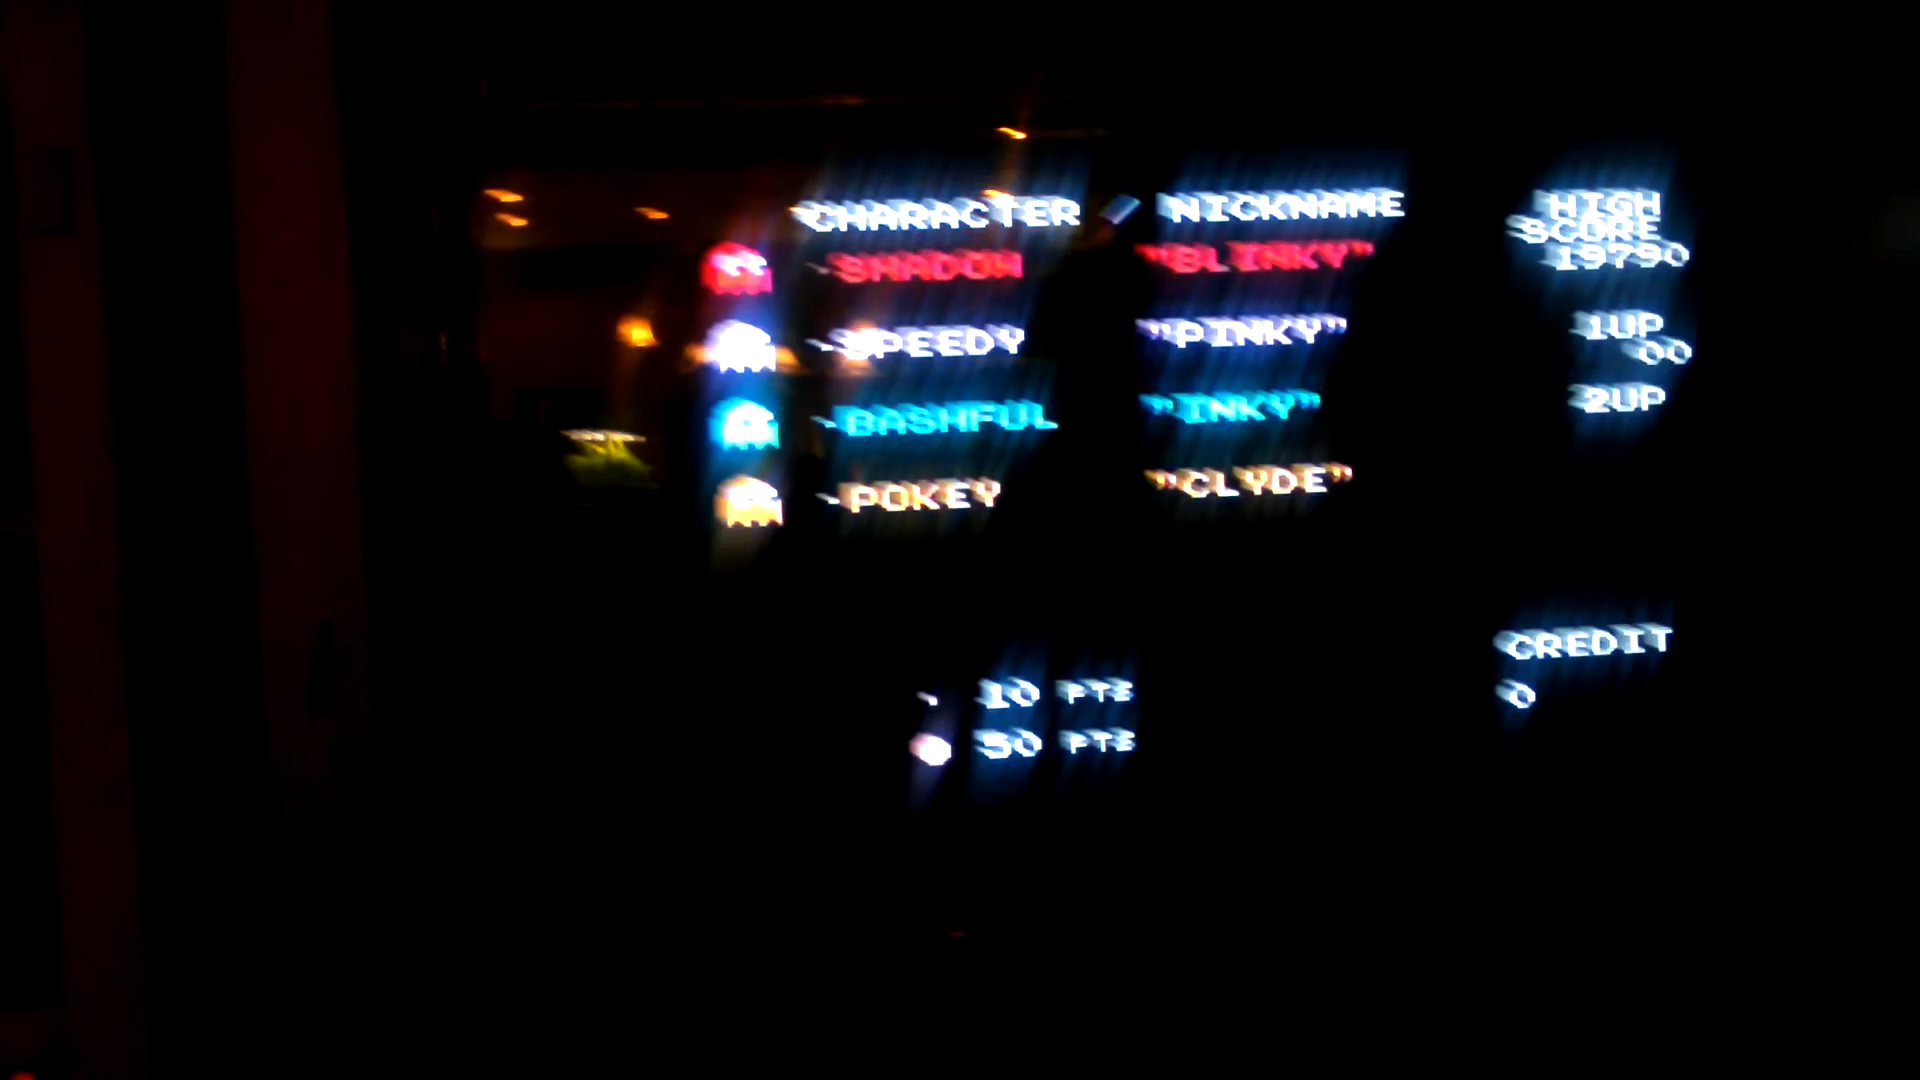 CHARACTER NICKNAME
-SHADOW "BLINKY"
-SPEEDY "PINKY"
-BASHFUL "INKY"
-POKEY "CLYDE"
10 PTS
50 PTS
HIGH
SCORE
19790
1UP
00
2UP
CREDIT
0